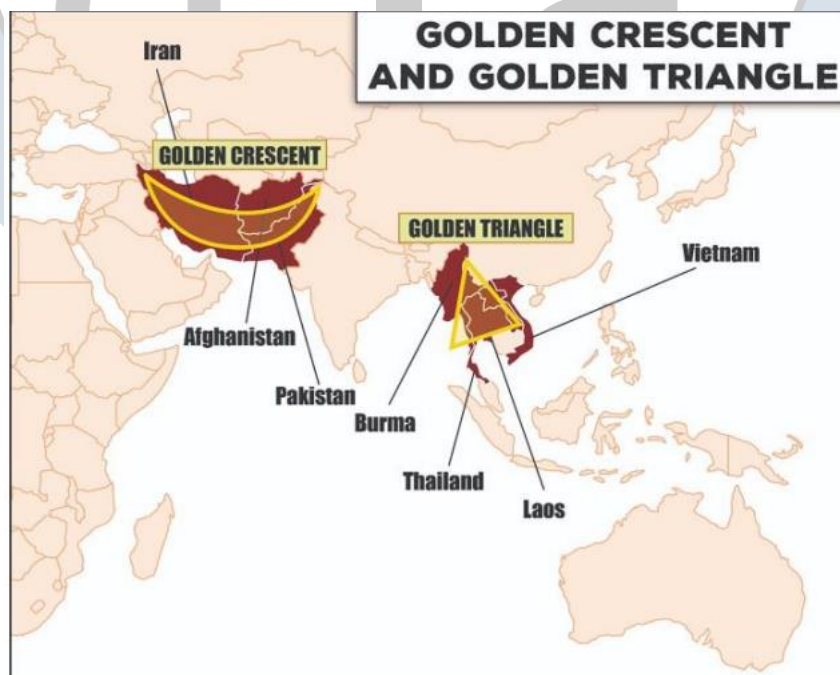 GOLDEN CRESCENT
AND GOLDEN TRIANGLE
Iran
GOLDEN CRESCENT
GOLDEN TRIANGLE
Vietnam
Afghanistan
Pakistan
Burma
Thailand
Laos